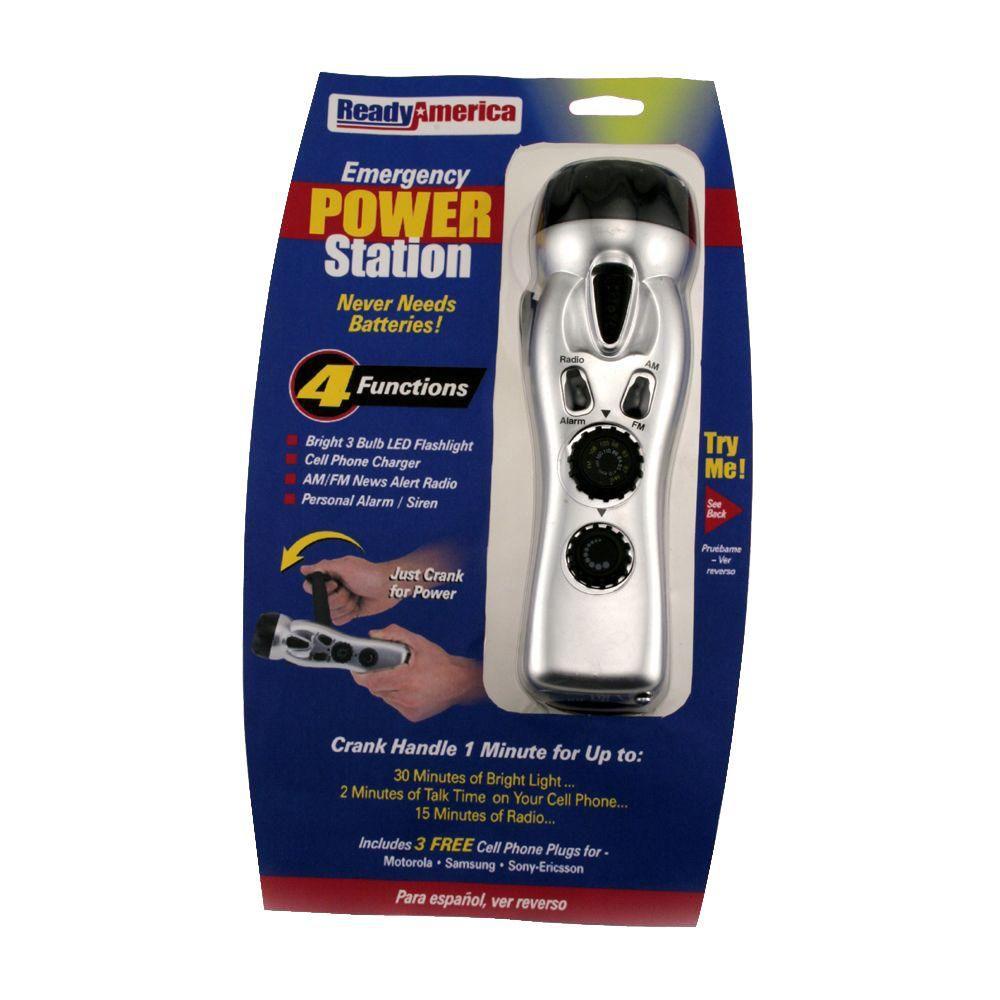 ReadyAmerica
Emergency
POWER
Station
Never Needs
Batteries!
4 Functions
Bright 3 Bulb LED Flashlight
Cell Phone Charger
AM/FM News Alert Radio
Personal Alarm / Siren
Just Crank
for Power
Radio
AM
Alarm
FM
Try
Me!
See
Back
Pruébame
– Ver
reverso
Crank Handle 1 Minute for Up to:
30 Minutes of Bright Light...
2 Minutes of Talk Time on Your Cell Phone...
15 Minutes of Radio...
Includes 3 FREE Cell Phone Plugs for -
Motorola • Samsung • Sony-Ericsson
Para español, ver reverso